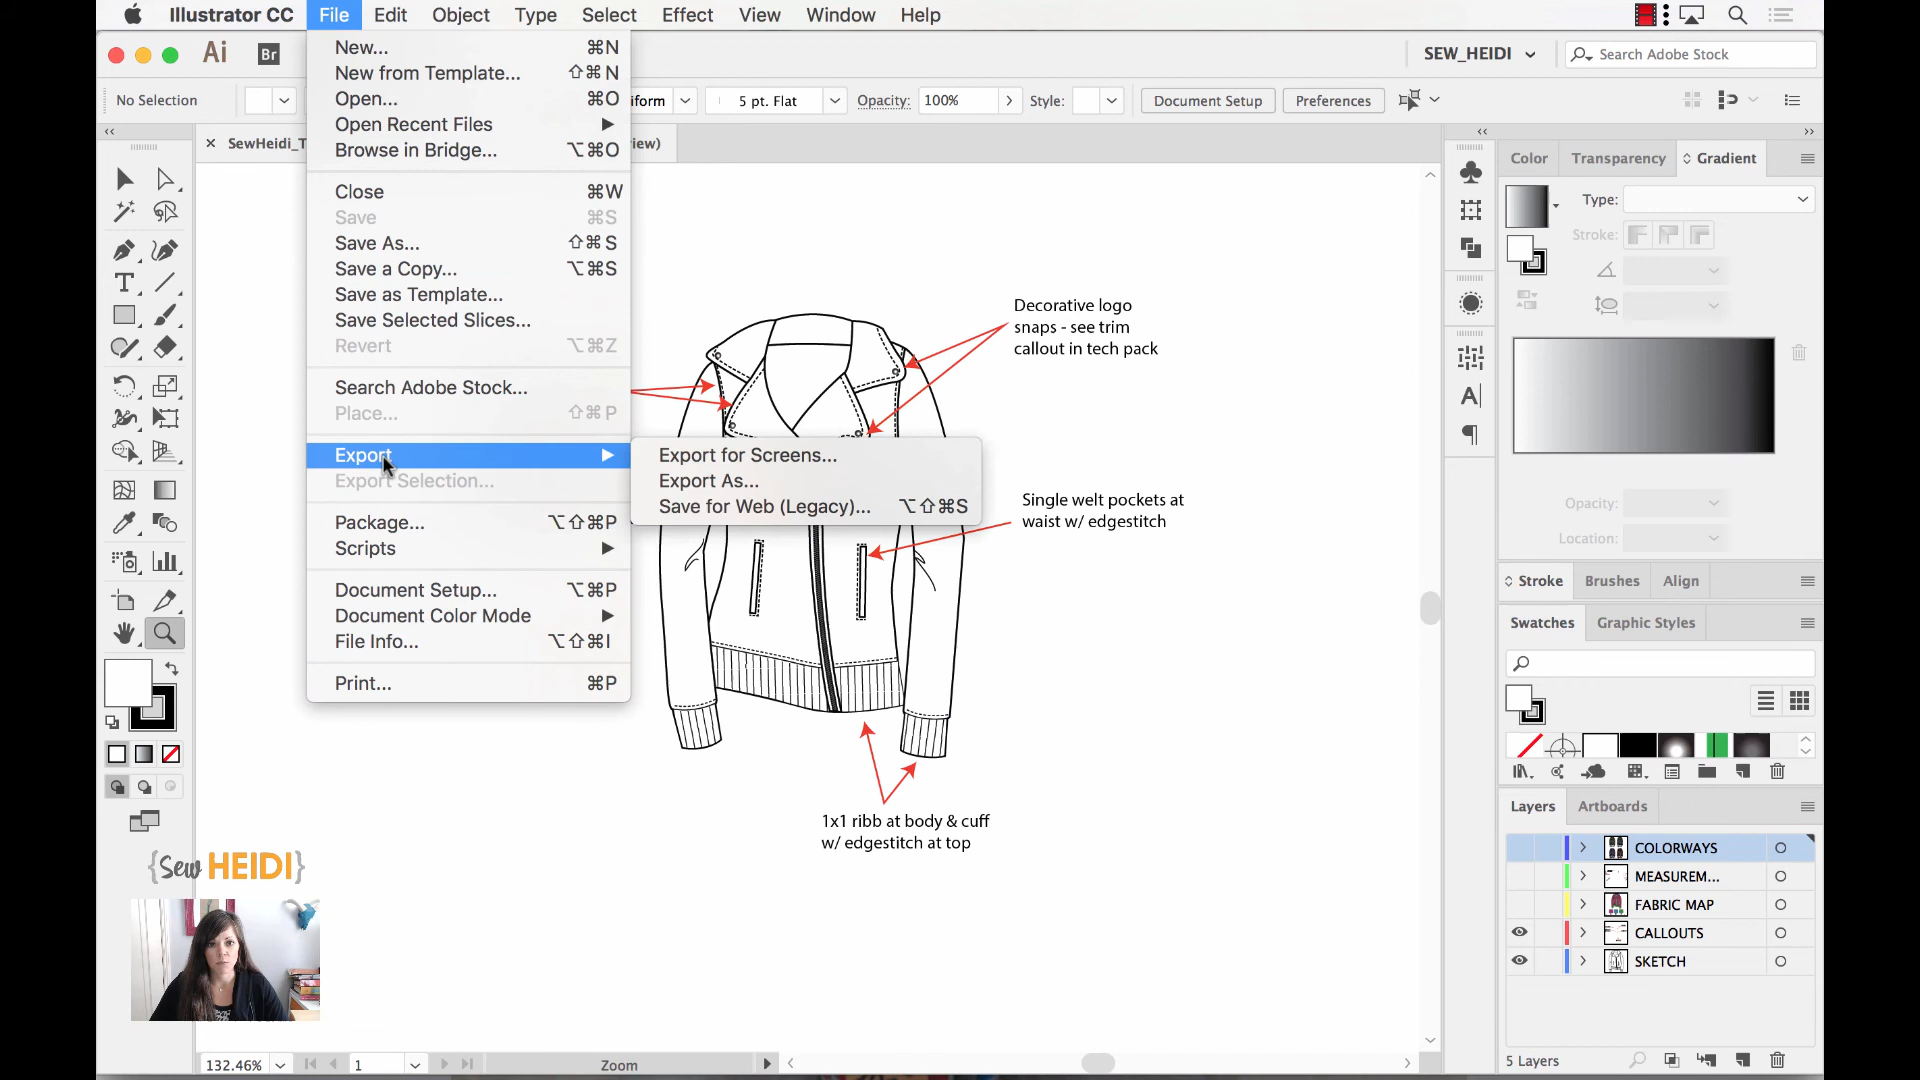 Illustrator CC File Edit Object Type Select Effect View Window Help
Ai Br SEW_HEIDI Search Adobe Stock
No Selection iform 5 pt. Flat Opacity: 100% Style: Document Setup Preferences
SewHeidi_T iew)
New... ⌘N
New from Template... ⇧⌘N
Open... ⌘O
Open Recent Files
Browse in Bridge... ⌥⌘O
Close ⌘W
Save ⌘S
Save As... ⇧⌘S
Save a Copy... ⌥⌘S
Save as Template...
Save Selected Slices...
Revert ⌥⌘Z
Search Adobe Stock...
Place... ⇧⌘P
Export
Export Selection...
Package... ⌥⇧⌘P
Scripts
Document Setup... ⌥⌘P
Document Color Mode
File Info... ⌥⇧⌘I
Print... ⌘P
Export for Screens...
Export As...
Save for Web (Legacy)... ⌥⇧⌘S
Decorative logo
snaps - see trim
callout in tech pack
Single welt pockets at
waist w/ edgestitch
1x1 ribb at body & cuff
w/ edgestitch at top
Color Transparency Gradient
Type:
Stroke:
Opacity:
Location:
Stroke Brushes Align
Swatches Graphic Styles
Layers Artboards
COLORWAYS
MEASUREM...
FABRIC MAP
CALLOUTS
SKETCH
5 Layers
{Sew HEIDI}
132.46% 1 Zoom